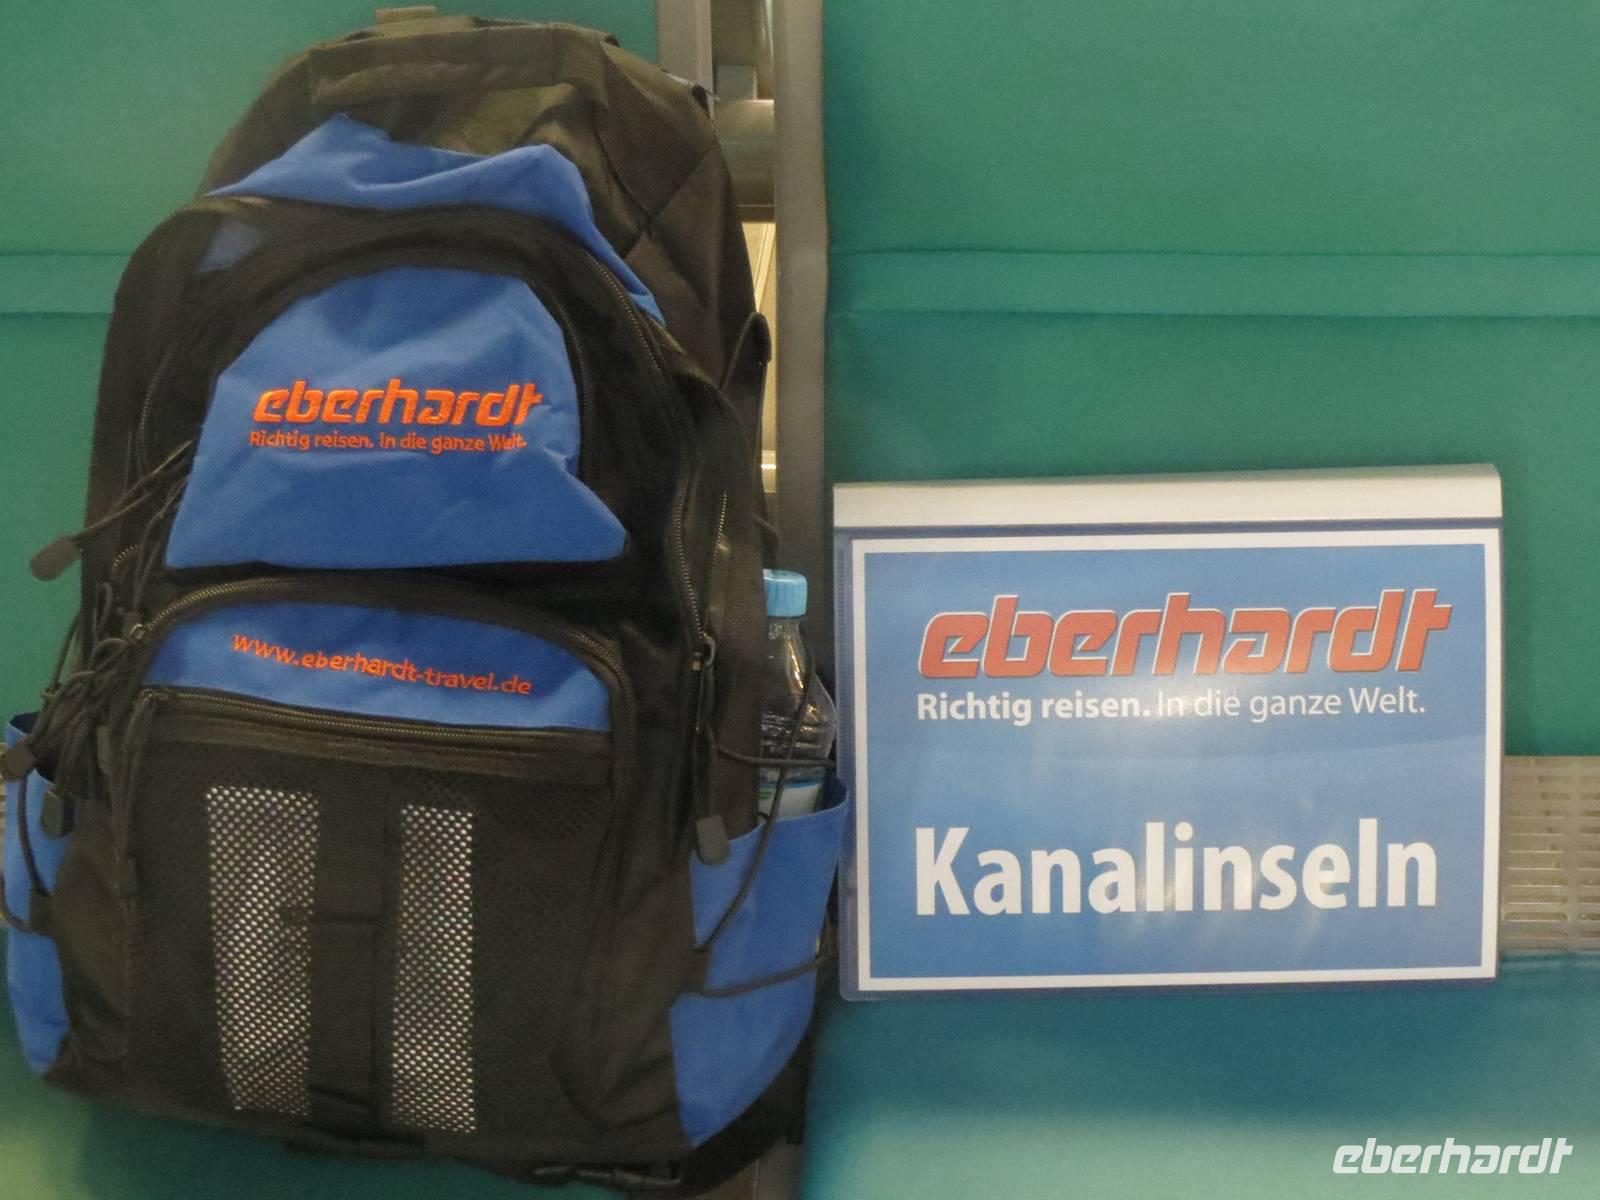 eberhardt
Richtig reisen. In die ganze Welt.
www.eberhardt-travel.de
eberhardt
Richtig reisen. In die ganze Welt.
Kanalinseln
eberhardt